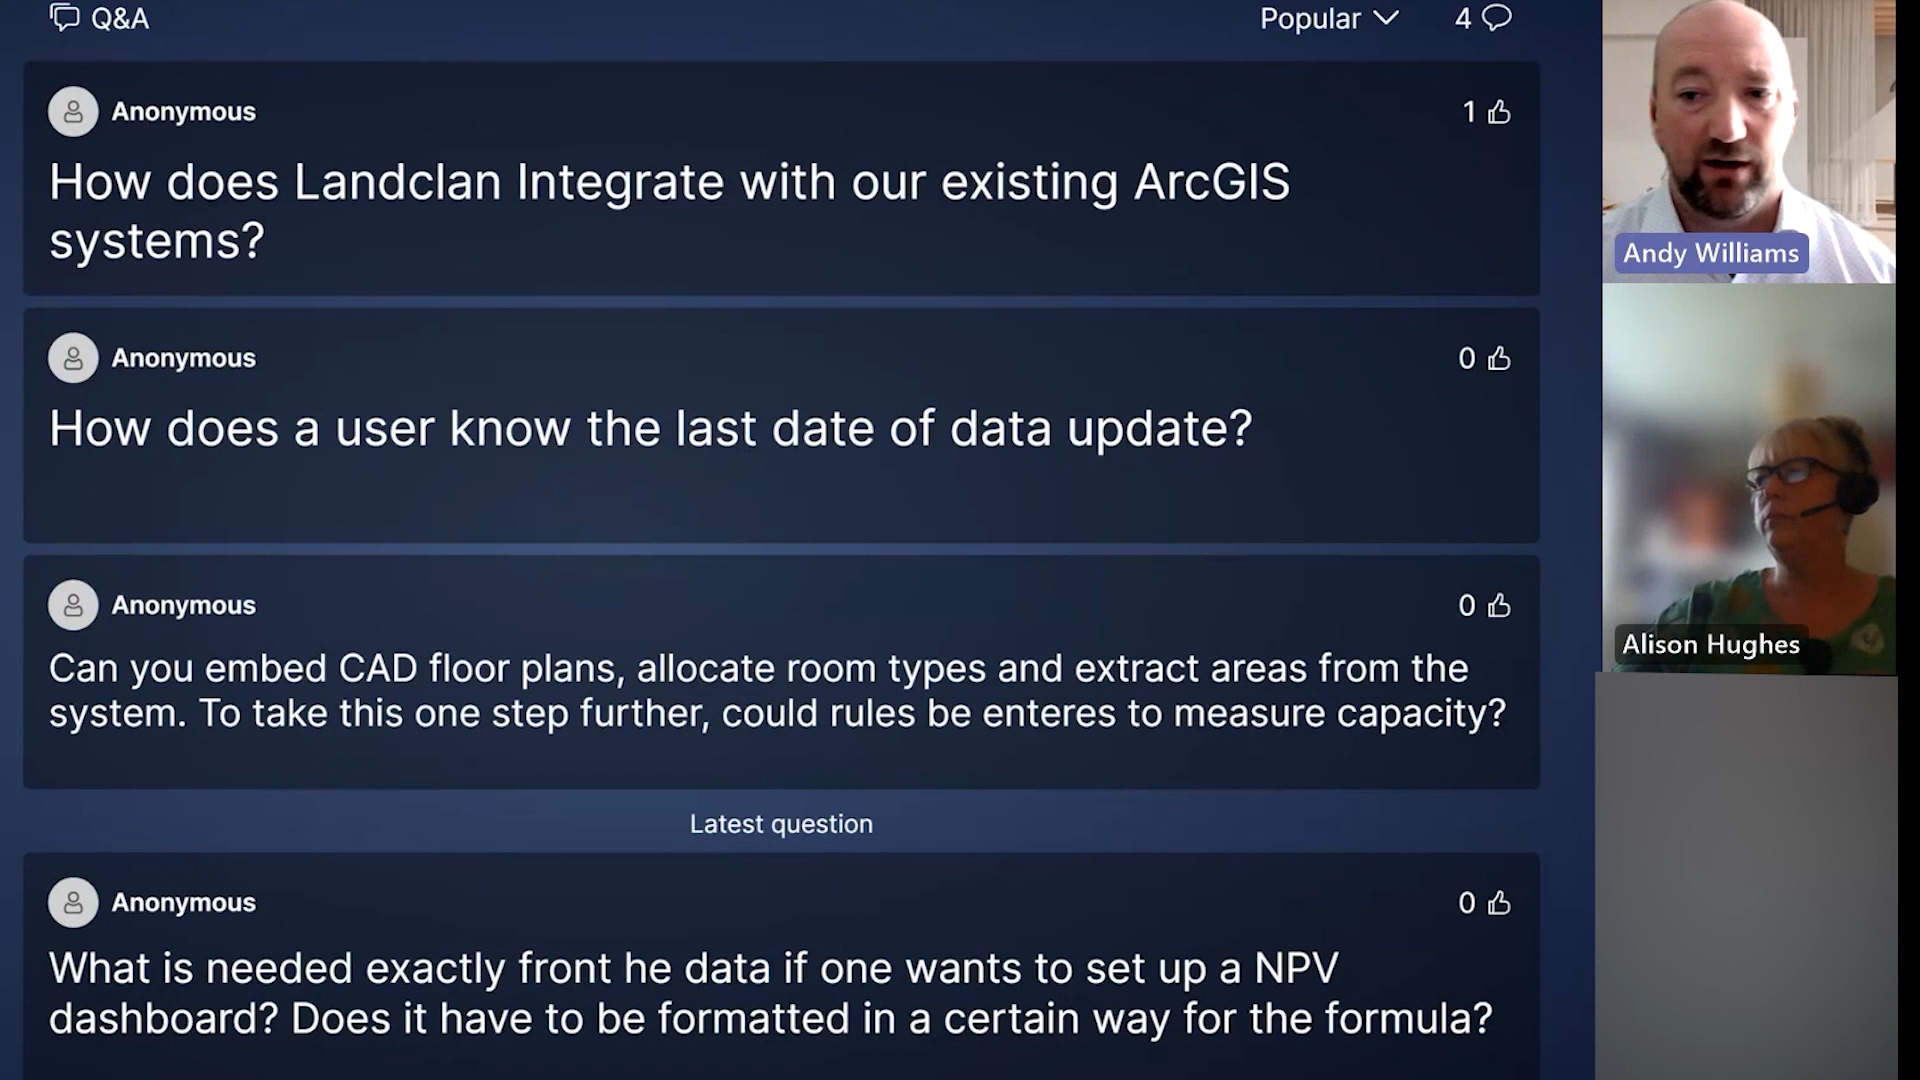 Q&A
Popular
4
Anonymous
1
How does Landclan Integrate with our existing ArcGIS
systems?
Anonymous
0
How does a user know the last date of data update?
Anonymous
0
Can you embed CAD floor plans, allocate room types and extract areas from the
system. To take this one step further, could rules be enteres to measure capacity?
Latest question
Anonymous
0
What is needed exactly front he data if one wants to set up a NPV
dashboard? Does it have to be formatted in a certain way for the formula?
Andy Williams
Alison Hughes